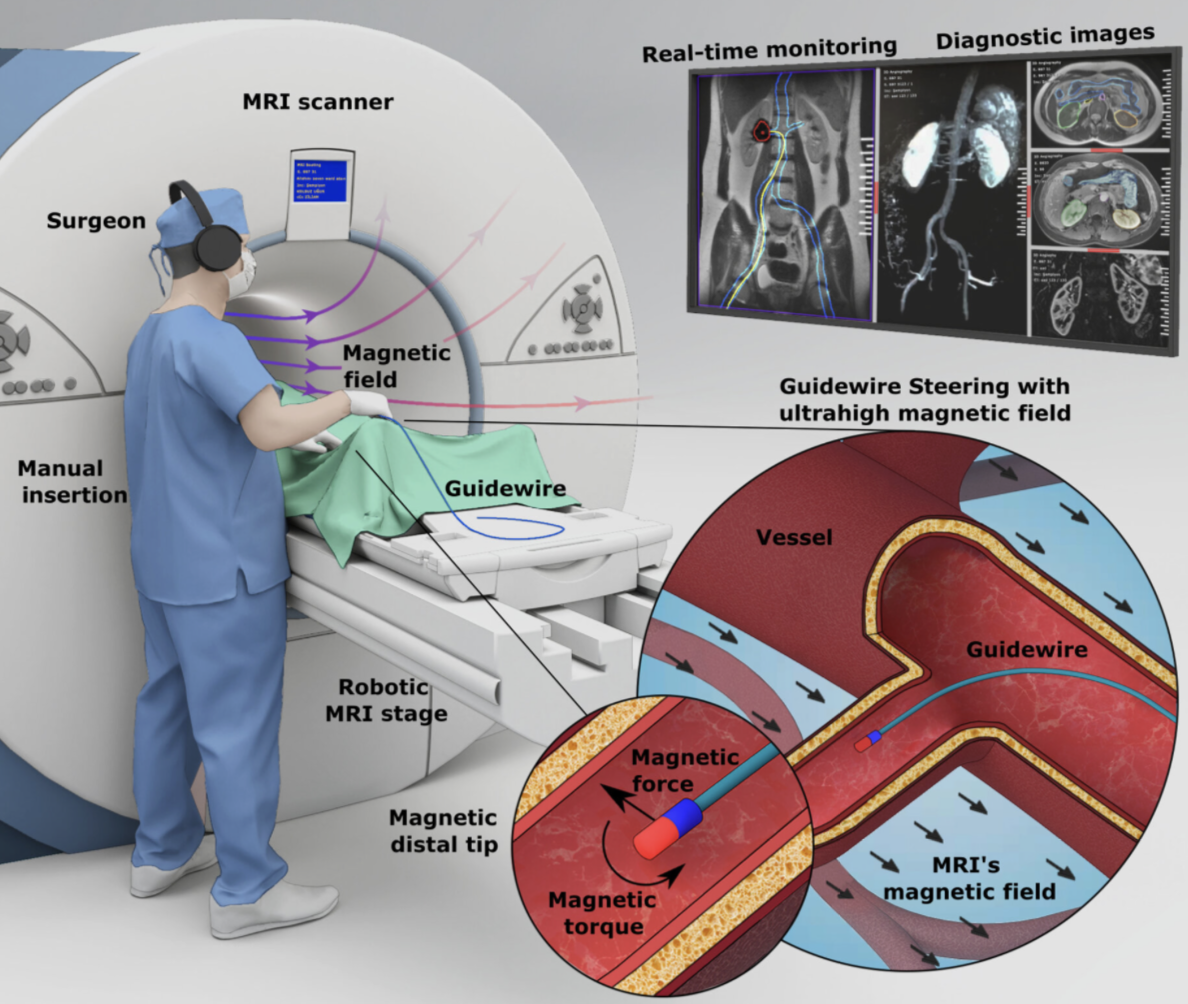 Real-time monitoring
Diagnostic images
MRI scanner
Surgeon
Magnetic
field
Guidewire Steering with
ultrahigh magnetic field
Manual
insertion
Guidewire
Vessel
Guidewire
Robotic
MRI stage
Magnetic
force
Magnetic
distal tip
MRI's
magnetic field
Magnetic
torque